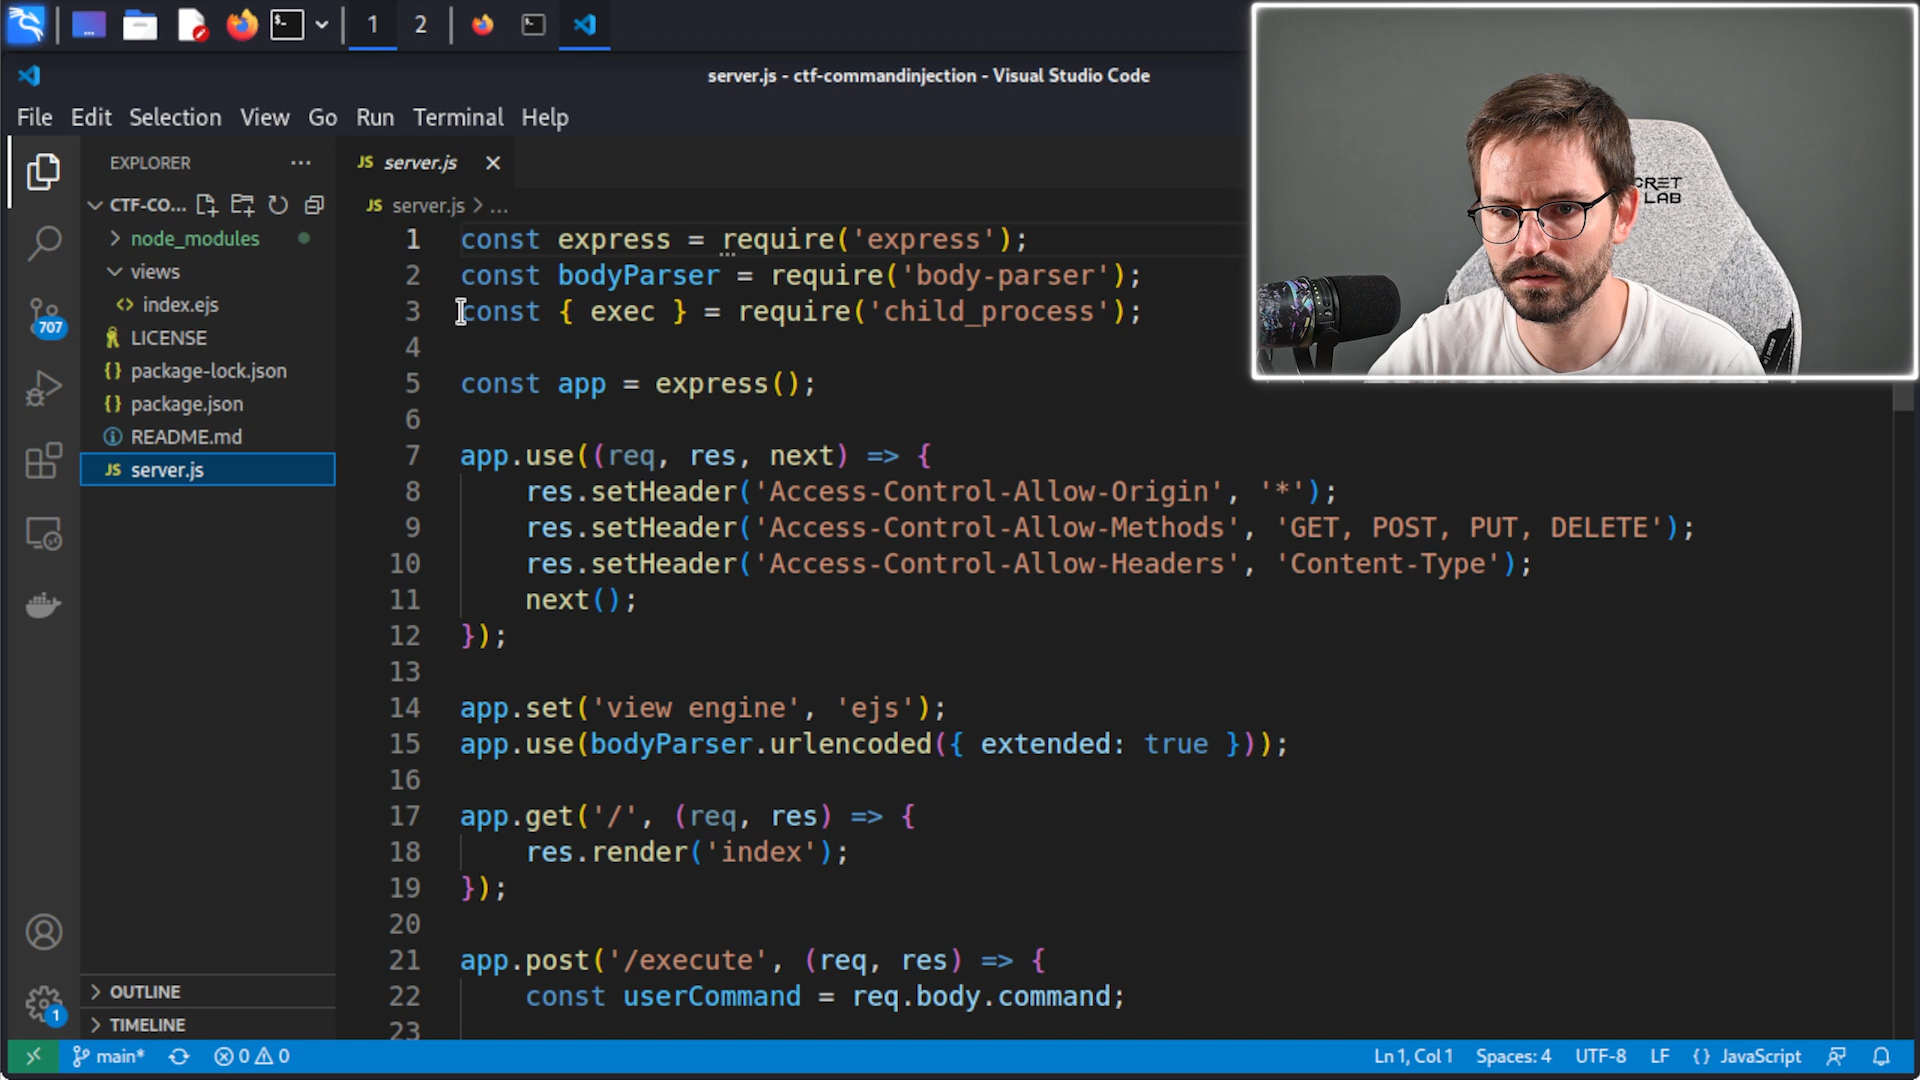 1
2
server.js - ctf-commandinjection - Visual Studio Code
File Edit Selection View Go Run Terminal Help
EXPLORER
CTF-CO...
node_modules
views
index.ejs
LICENSE
package-lock.json
package.json
README.md
server.js
OUTLINE
TIMELINE
707
1
JS server.js
JS server.js > ...
1 const express = require('express');
2 const bodyParser = require('body-parser');
3 const { exec } = require('child_process');
4
5 const app = express();
6
7 app.use((req, res, next) => {
8 res.setHeader('Access-Control-Allow-Origin', '*');
9 res.setHeader('Access-Control-Allow-Methods', 'GET, POST, PUT, DELETE');
10 res.setHeader('Access-Control-Allow-Headers', 'Content-Type');
11 next();
12 });
13
14 app.set('view engine', 'ejs');
15 app.use(bodyParser.urlencoded({ extended: true }));
16
17 app.get('/', (req, res) => {
18 res.render('index');
19 });
20
21 app.post('/execute', (req, res) => {
22 const userCommand = req.body.command;
23
main* 0 0 Ln 1, Col 1 Spaces: 4 UTF-8 LF {} JavaScript
CRET
LAB